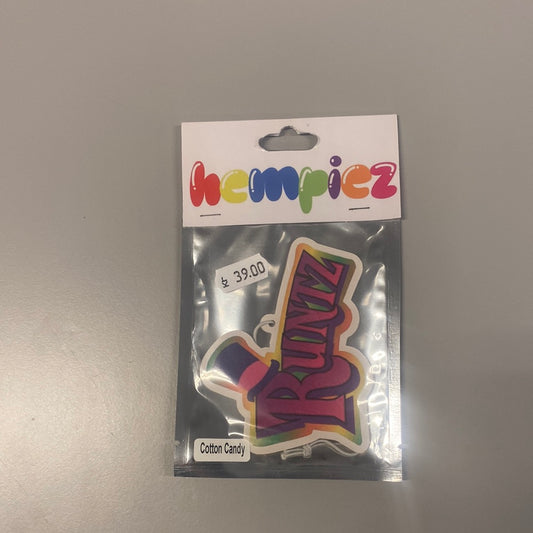 hempiez
39.00
RUNTZ
Cotton Candy